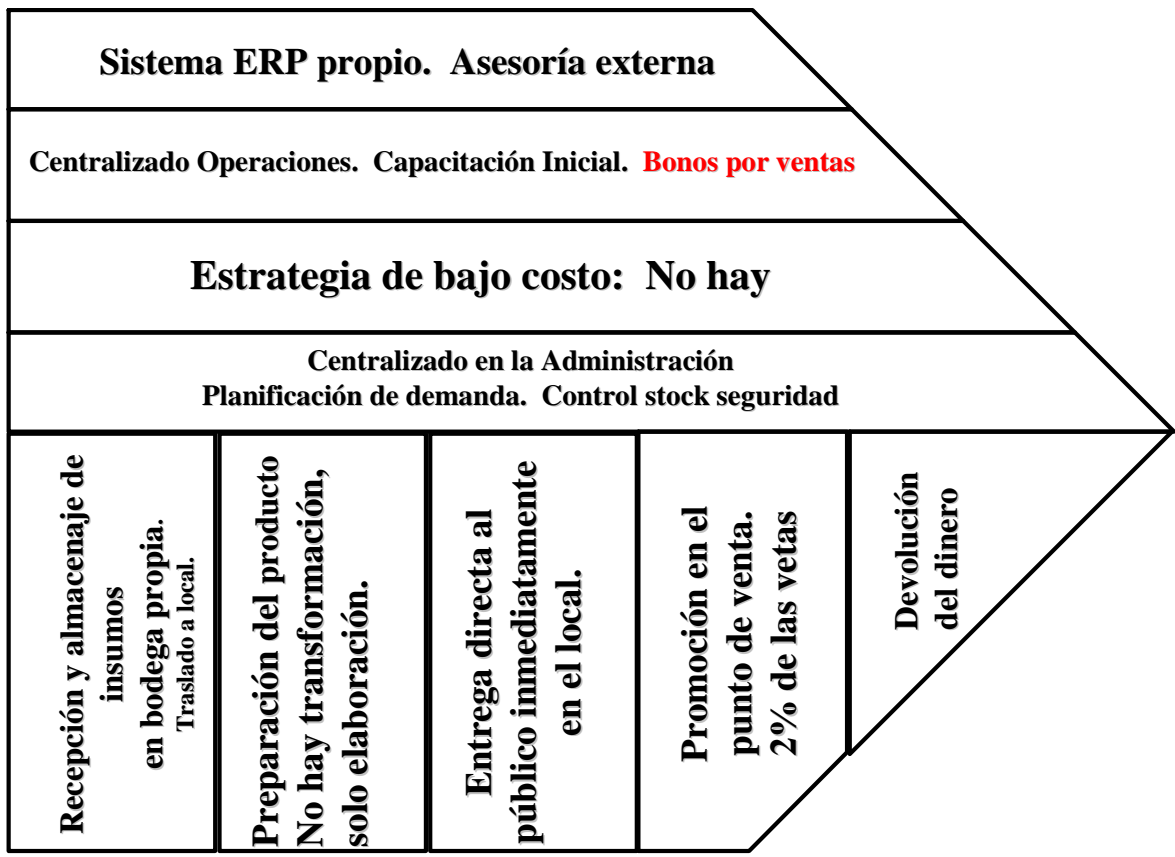 Sistema ERP propio. Asesoría externa
Centralizado Operaciones. Capacitación Inicial. Bonos por ventas
Estrategia de bajo costo: No hay
Centralizado en la Administración
Planificación de demanda. Control stock seguridad
Recepción y almacenaje de
insumos
en bodega propia.
Traslado a local.
Preparación del producto
No hay transformación,
solo elaboración.
Entrega directa al
público inmediatamente
en el local.
Promoción en el
punto de venta.
2% de las vetas
Devolución
del dinero